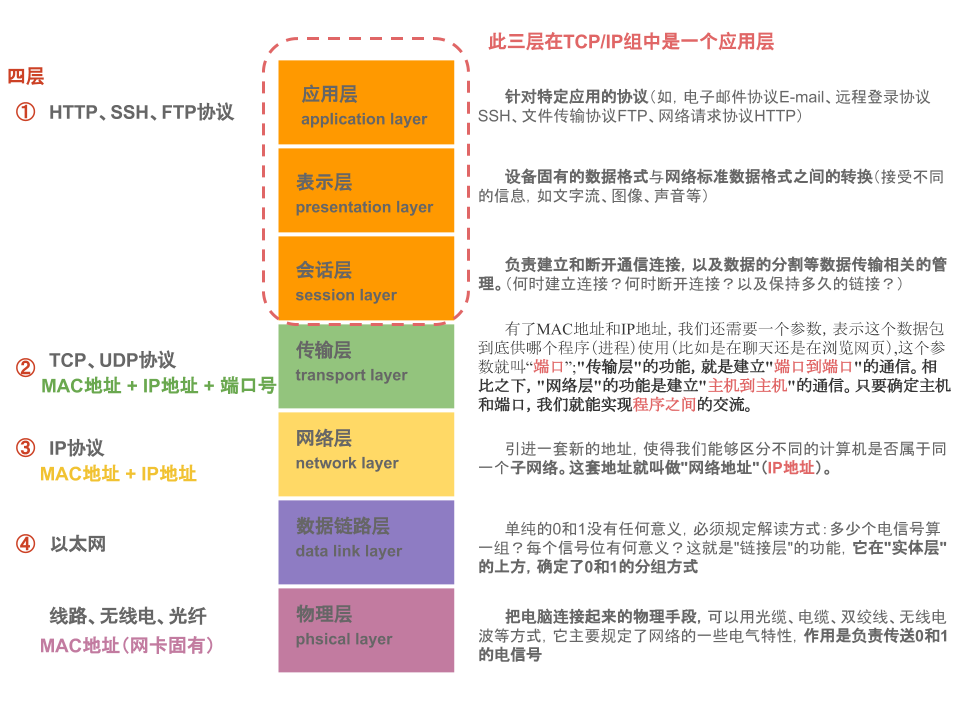 此三层在TCP/IP组中是一个应用层
四层
① HTTP、SSH、FTP协议
应用层
application layer
针对特定应用的协议(如，电子邮件协议E-mail、远程登录协议
SSH、文件传输协议FTP、网络请求协议HTTP)
表示层
presentation layer
设备固有的数据格式与网络标准数据格式之间的转换(接受不同
的信息，如文字流、图像、声音等)
会话层
session layer
负责建立和断开通信连接，以及数据的分割等数据传输相关的管
理。(何时建立连接？何时断开连接？以及保持多久的链接？)
② TCP、UDP协议
MAC地址 + IP地址 + 端口号
传输层
transport layer
有了MAC地址和IP地址，我们还需要一个参数，表示这个数据包
到底供哪个程序(进程)使用(比如是在聊天还是在浏览网页),这个参
数就叫“端口”;"传输层"的功能，就是建立"端口到端口"的通信。相
比之下，"网络层"的功能是建立"主机到主机"的通信。只要确定主机
和端口，我们就能实现程序之间的交流。
③ IP协议
MAC地址 + IP地址
网络层
network layer
引进一套新的地址，使得我们能够区分不同的计算机是否属于同
一个子网络。这套地址就叫做"网络地址"(IP地址)。
④ 以太网
数据链路层
data link layer
单纯的0和1没有任何意义，必须规定解读方式：多少个电信号算
一组？每个信号位有何意义？这就是"链接层"的功能，它在"实体层"
的上方，确定了0和1的分组方式
线路、无线电、光纤
MAC地址(网卡固有)
物理层
phsical layer
把电脑连接起来的物理手段，可以用光缆、电缆、双绞线、无线电
波等方式，它主要规定了网络的一些电气特性，作用是负责传送0和1
的电信号